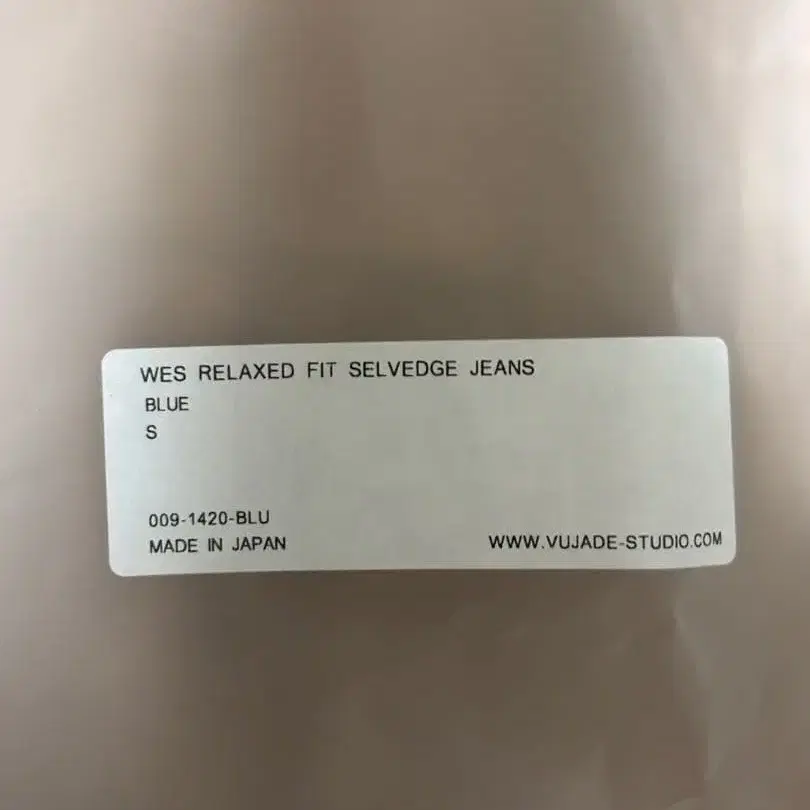 WES RELAXED FIT SELVEDGE JEANS
BLUE
S
009-1420-BLU
MADE IN JAPAN
WWW.VUJADE-STUDIO.COM